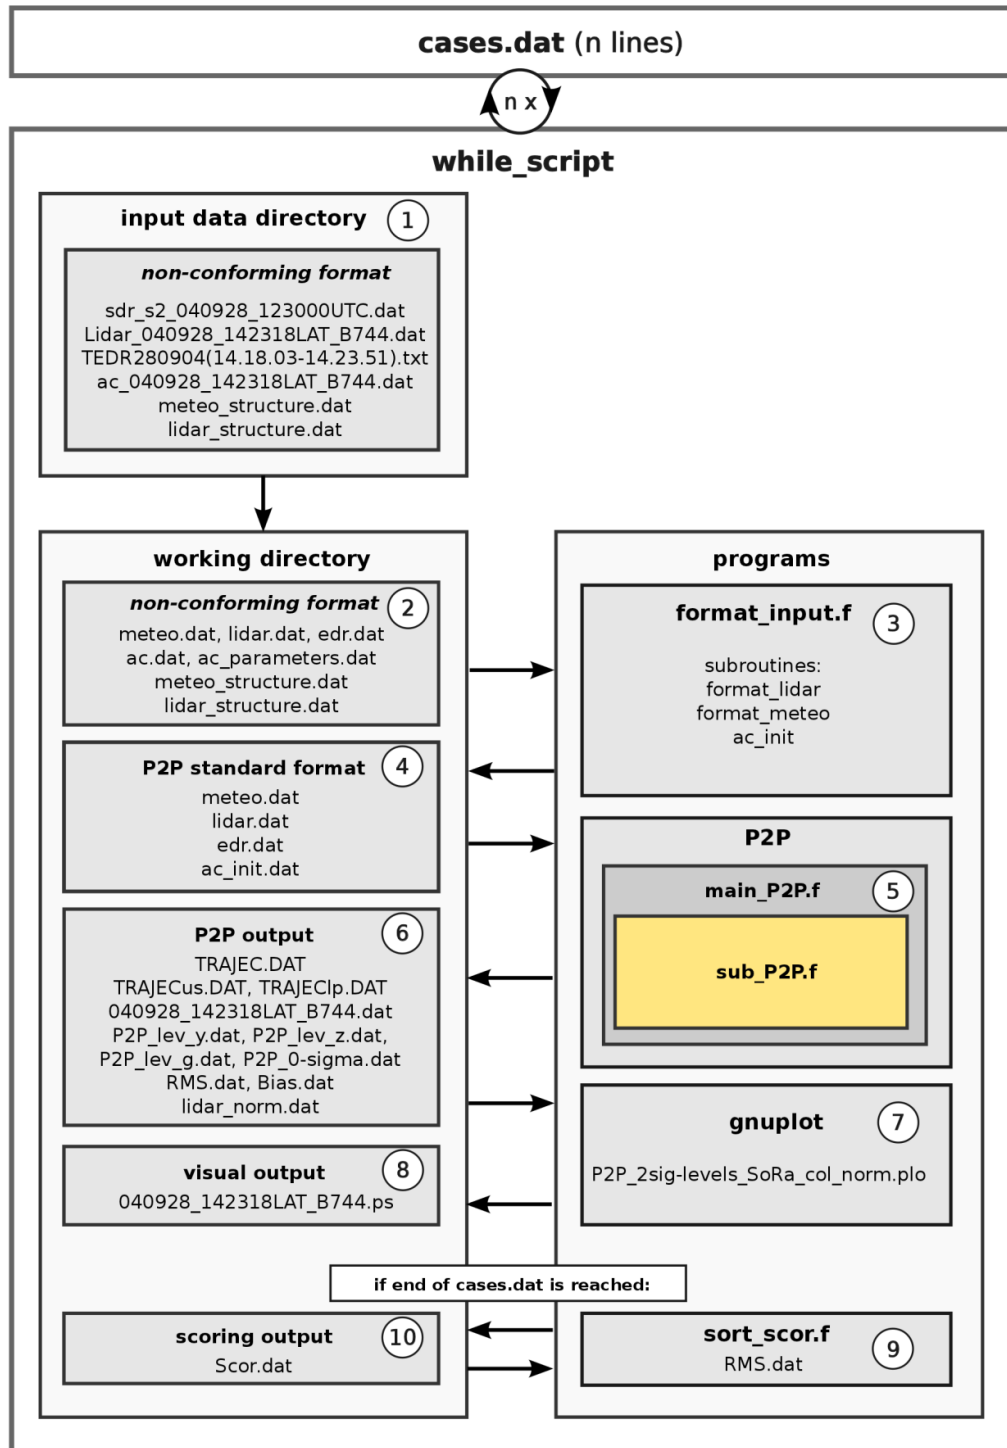 cases.dat (n lines)
n x
while_script
input data directory
1
non-conforming format
sdr_s2_040928_123000UTC.dat
Lidar_040928_142318LAT_B744.dat
TEDR280904(14.18.03-14.23.51).txt
ac_040928_142318LAT_B744.dat
meteo_structure.dat
lidar_structure.dat
working directory
non-conforming format
2
meteo.dat, lidar.dat, edr.dat
ac.dat, ac_parameters.dat
meteo_structure.dat
lidar_structure.dat
P2P standard format
4
meteo.dat
lidar.dat
edr.dat
ac_init.dat
P2P output
6
TRAJEC.DAT
TRAJECus.DAT, TRAJEClp.DAT
040928_142318LAT_B744.dat
P2P_lev_y.dat, P2P_lev_z.dat,
P2P_lev_g.dat, P2P_0-sigma.dat
RMS.dat, Bias.dat
lidar_norm.dat
visual output
8
040928_142318LAT_B744.ps
programs
format_input.f
3
subroutines:
format_lidar
format_meteo
ac_init
P2P
main_P2P.f
5
sub_P2P.f
gnuplot
7
P2P_2sig-levels_SoRa_col_norm.plo
if end of cases.dat is reached:
scoring output
10
Scor.dat
sort_scor.f
9
RMS.dat